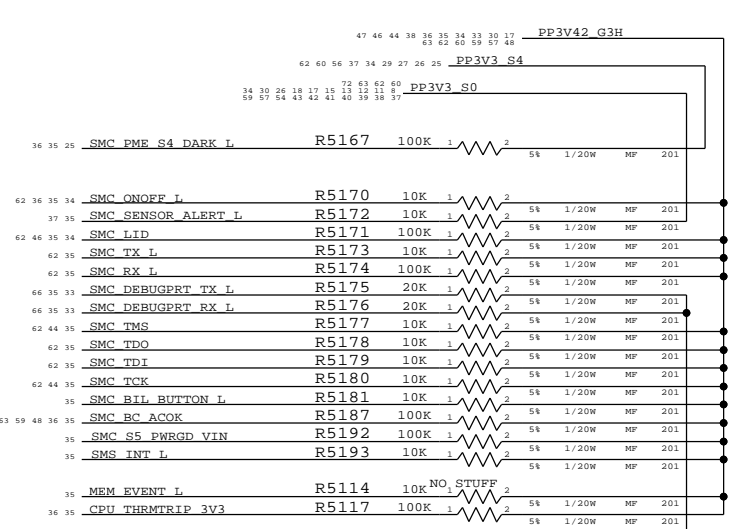 47 46 44 38 36 35 34 33 30 17 PP3V42_G3H
63 62 60 59 57 48
62 60 56 37 34 29 27 26 25 PP3V3_S4
72 63 62 60
34 30 26 18 17 15 13 12 11 8 PP3V3_S0
59 57 54 43 42 41 40 39 38 37
36 35 25 SMC_PME_S4_DARK_L R5167 100K 1 2
5% 1/20W MF 201
62 36 35 34 SMC_ONOFF_L R5170 10K 1 2
5% 1/20W MF 201
37 35 SMC_SENSOR_ALERT_L R5172 10K 1 2
5% 1/20W MF 201
62 46 35 34 SMC_LID R5171 100K 1 2
5% 1/20W MF 201
62 35 SMC_TX_L R5173 10K 1 2
5% 1/20W MF 201
62 35 SMC_RX_L R5174 100K 1 2
5% 1/20W MF 201
66 35 33 SMC_DEBUGPRT_TX_L R5175 20K 1 2
5% 1/20W MF 201
66 35 33 SMC_DEBUGPRT_RX_L R5176 20K 1 2
5% 1/20W MF 201
62 44 35 SMC_TMS R5177 10K 1 2
5% 1/20W MF 201
62 35 SMC_TDO R5178 10K 1 2
5% 1/20W MF 201
62 35 SMC_TDI R5179 10K 1 2
5% 1/20W MF 201
62 44 35 SMC_TCK R5180 10K 1 2
5% 1/20W MF 201
35 SMC_BIL_BUTTON_L R5181 10K 1 2
5% 1/20W MF 201
63 59 48 36 35 SMC_BC_ACOK R5187 100K 1 2
5% 1/20W MF 201
35 SMC_S5_PWRGD_VIN R5192 100K 1 2
5% 1/20W MF 201
35 SMS_INT_L R5193 10K 1 2
5% 1/20W MF 201
NO STUFF
35 MEM_EVENT_L R5114 10K 1 2
5% 1/20W MF 201
36 35 CPU_THRMTRIP_3V3 R5117 100K 1 2
5% 1/20W MF 201